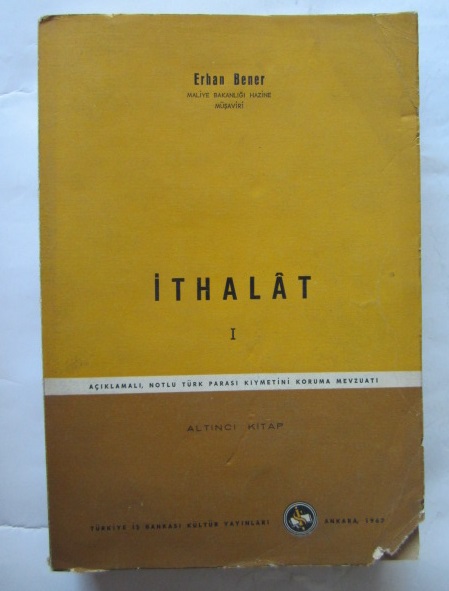 Erhan Bener
MALİYE BAKANLIĞI HAZİNE
MÜŞAVİRİ
İTHALÂT
I
AÇIKLAMALI, NOTLU TÜRK PARASI KIYMETİNİ KORUMA MEVZUATI
ALTINCI KİTAP
TÜRKİYE İŞ BANKASI KÜLTÜR YAYINLARI ANKARA,